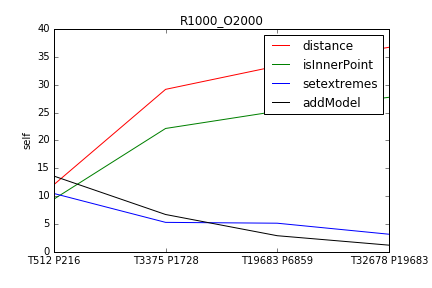 R1000_O2000
40
35
30
25
20
15
10
5
0
self
distance
isInnerPoint
setextremes
addModel
T512 P216
T3375 P1728
T19683 P6859
T32678 P19683